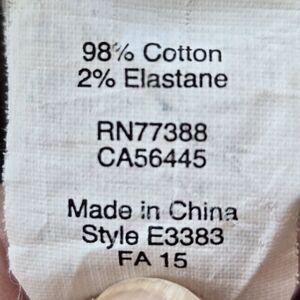 98% Cotton
2% Elastane
RN77388
CA56445
Made in China
Style E3383
FA 15